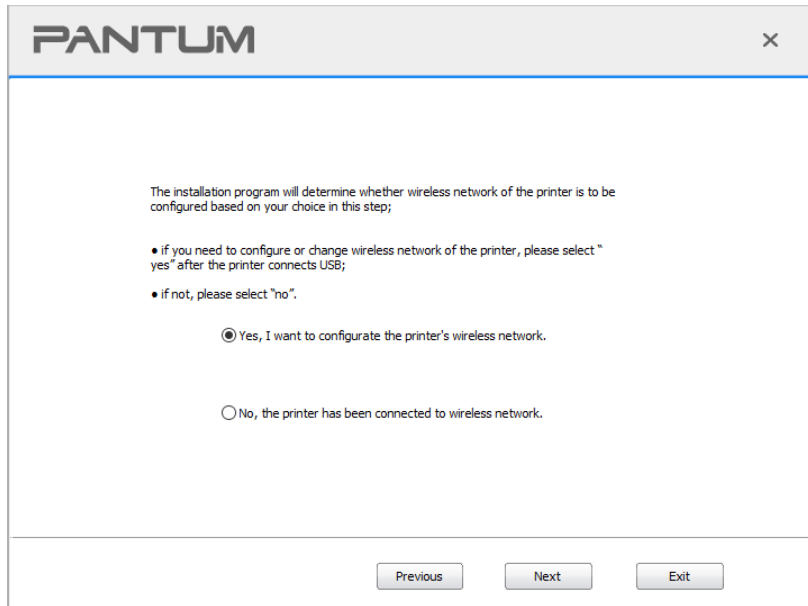 PANTUM
The installation program will determine whether wireless network of the printer is to be
configured based on your choice in this step;
● if you need to configure or change wireless network of the printer, please select “
yes” after the printer connects USB;
● if not, please select “no”.
Yes, I want to configurate the printer's wireless network.
No, the printer has been connected to wireless network.
Previous Next Exit